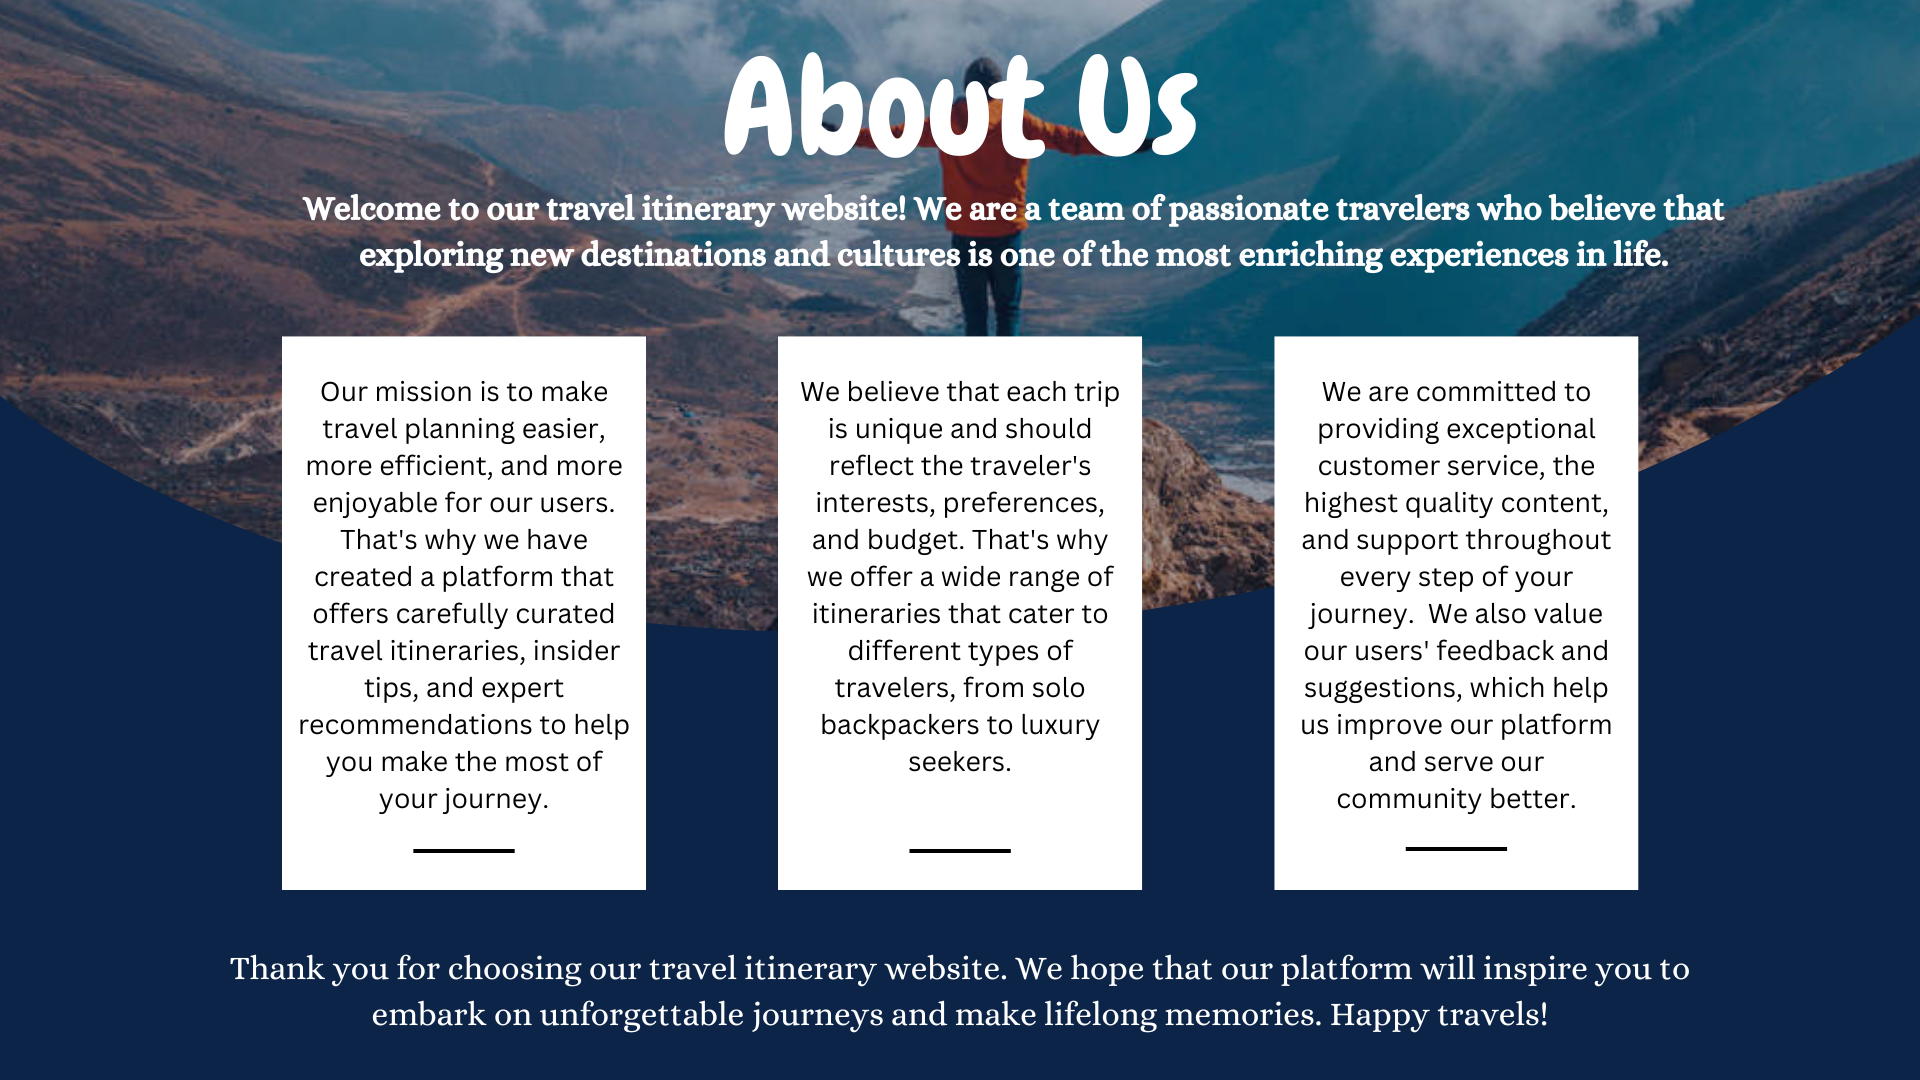 About Us
Welcome to our travel itinerary website! We are a team of passionate travelers who believe that
exploring new destinations and cultures is one of the most enriching experiences in life.
Our mission is to make
travel planning easier,
more efficient, and more
enjoyable for our users.
That's why we have
created a platform that
offers carefully curated
travel itineraries, insider
tips, and expert
recommendations to help
you make the most of
your journey.
We believe that each trip
is unique and should
reflect the traveler's
interests, preferences,
and budget. That's why
we offer a wide range of
itineraries that cater to
different types of
travelers, from solo
backpackers to luxury
seekers.
We are committed to
providing exceptional
customer service, the
highest quality content,
and support throughout
every step of your
journey.  We also value
our users' feedback and
suggestions, which help
us improve our platform
and serve our
community better.
Thank you for choosing our travel itinerary website. We hope that our platform will inspire you to
embark on unforgettable journeys and make lifelong memories. Happy travels!